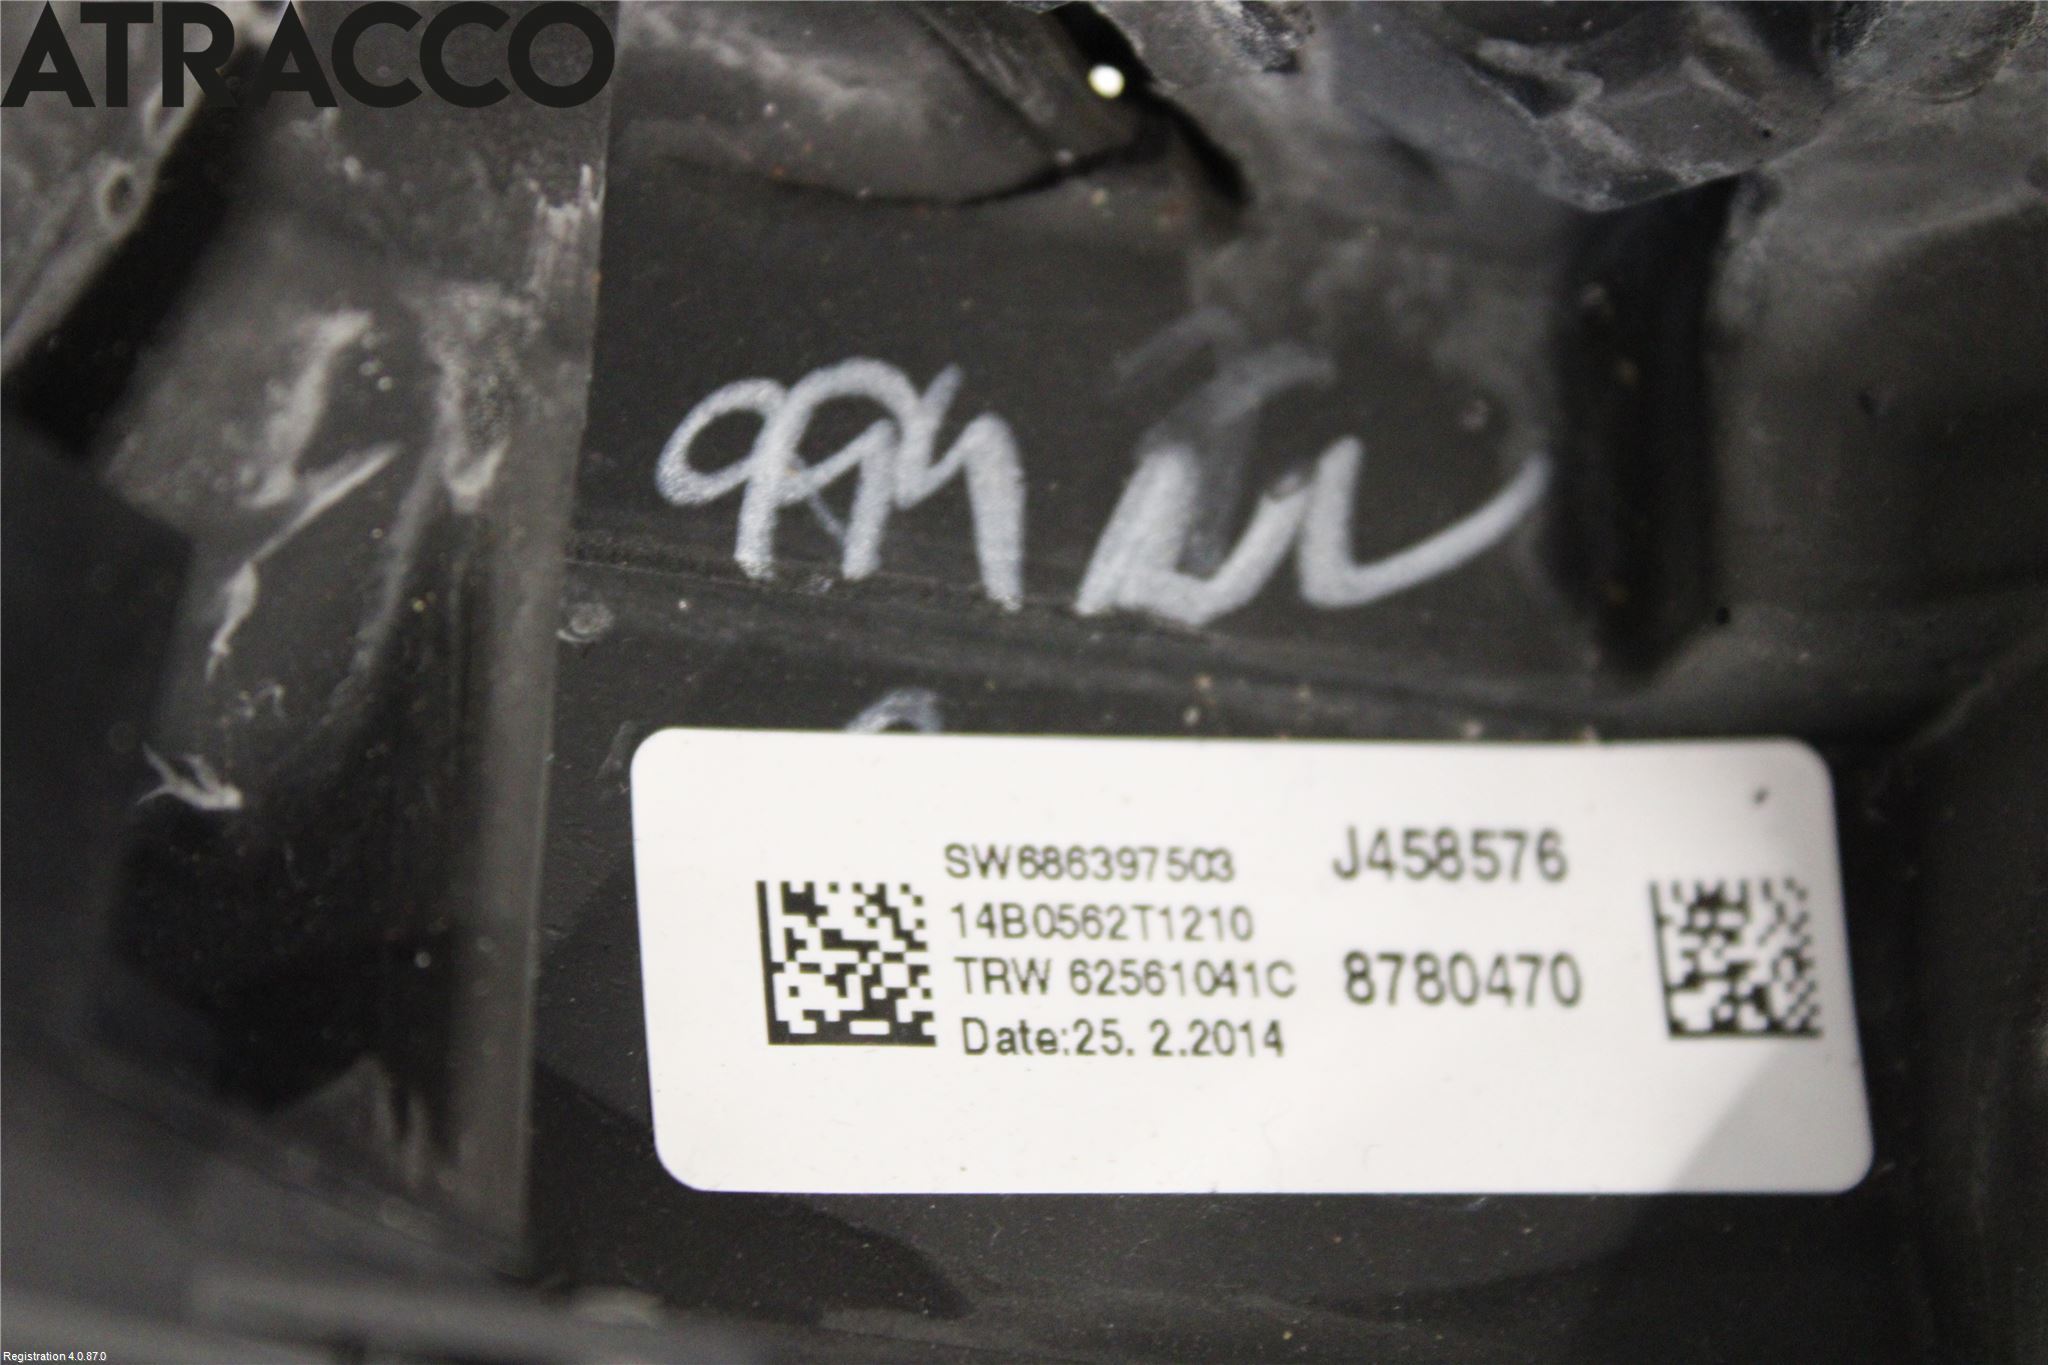 ATRACCO
SW686397503
14B0562T1210
TRW 62561041C
Date:25. 2.2014
J458576
8780470
Registration 4.0.87.0